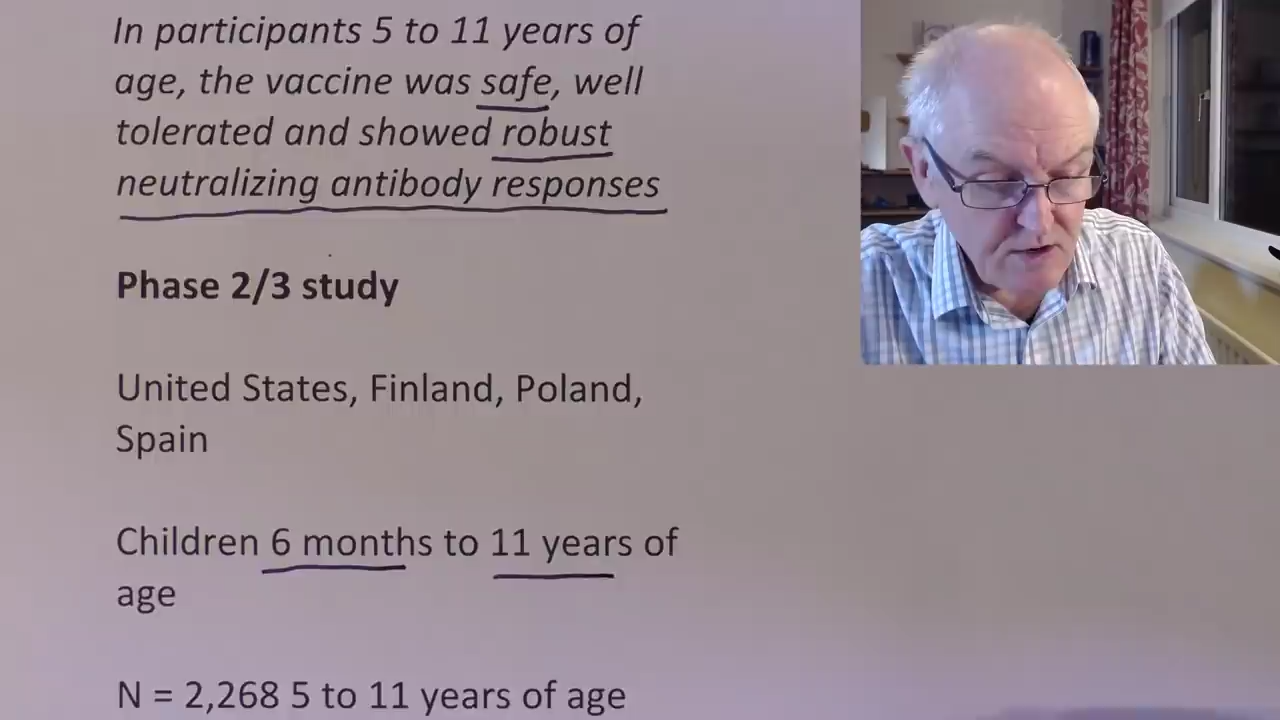 In participants 5 to 11 years of
age, the vaccine was safe, well
tolerated and showed robust
neutralizing antibody responses
Phase 2/3 study
United States, Finland, Poland,
Spain
Children 6 months to 11 years of
age
N = 2,268 5 to 11 years of age